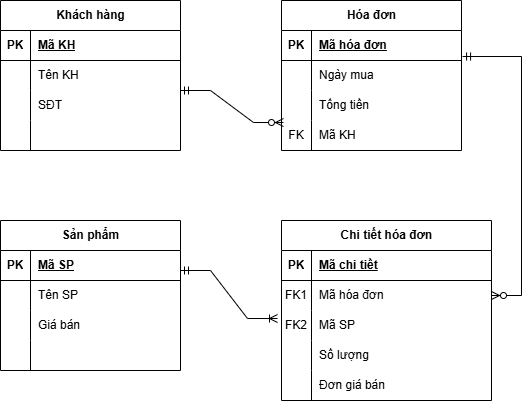 Khách hàng
PK Mã KH
Tên KH
SĐT
Hóa đơn
PK Mã hóa đơn
Ngày mua
Tổng tiền
FK Mã KH
Sản phẩm
PK Mã SP
Tên SP
Giá bán
Chi tiết hóa đơn
PK Mã chi tiết
FK1 Mã hóa đơn
FK2 Mã SP
Số lượng
Đơn giá bán